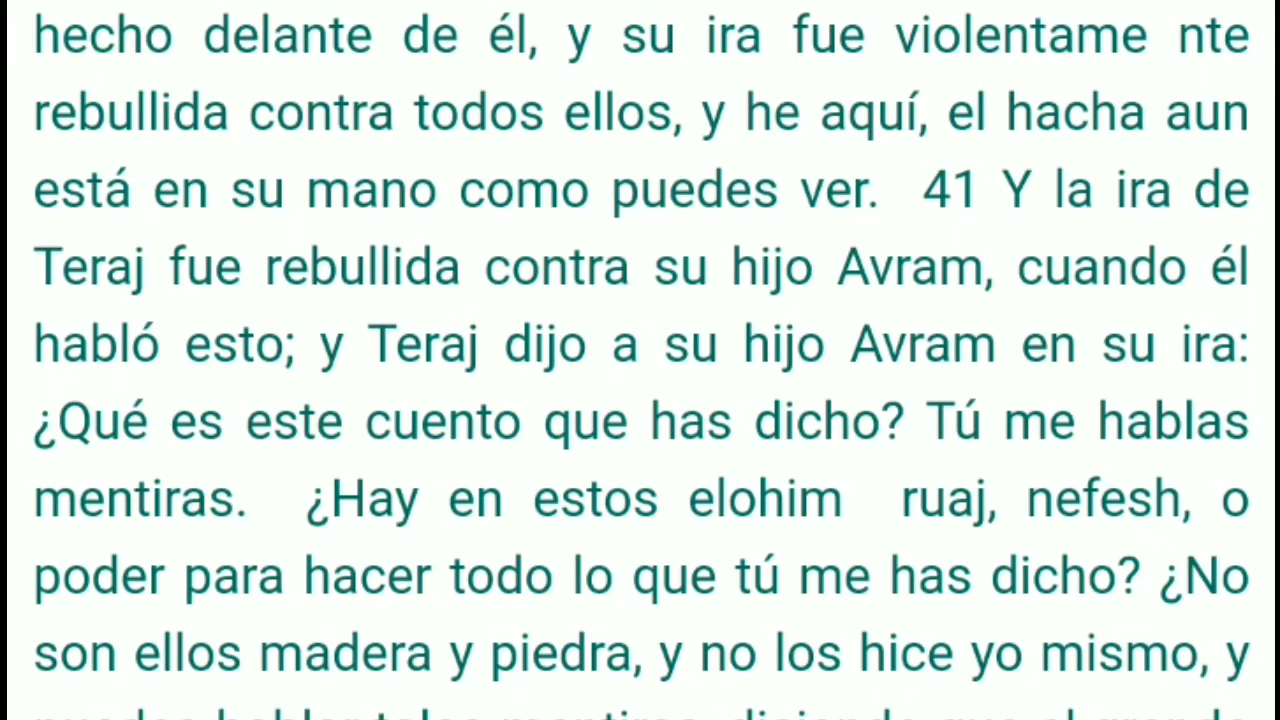 hecho delante de él, y su ira fue violentame nte
rebullida contra todos ellos, y he aquí, el hacha aun
está en su mano como puedes ver.  41 Y la ira de
Teraj fue rebullida contra su hijo Avram, cuando él
habló esto; y Teraj dijo a su hijo Avram en su ira:
¿Qué es este cuento que has dicho? Tú me hablas
mentiras.  ¿Hay en estos elohim  ruaj, nefesh, o
poder para hacer todo lo que tú me has dicho? ¿No
son ellos madera y piedra, y no los hice yo mismo, y